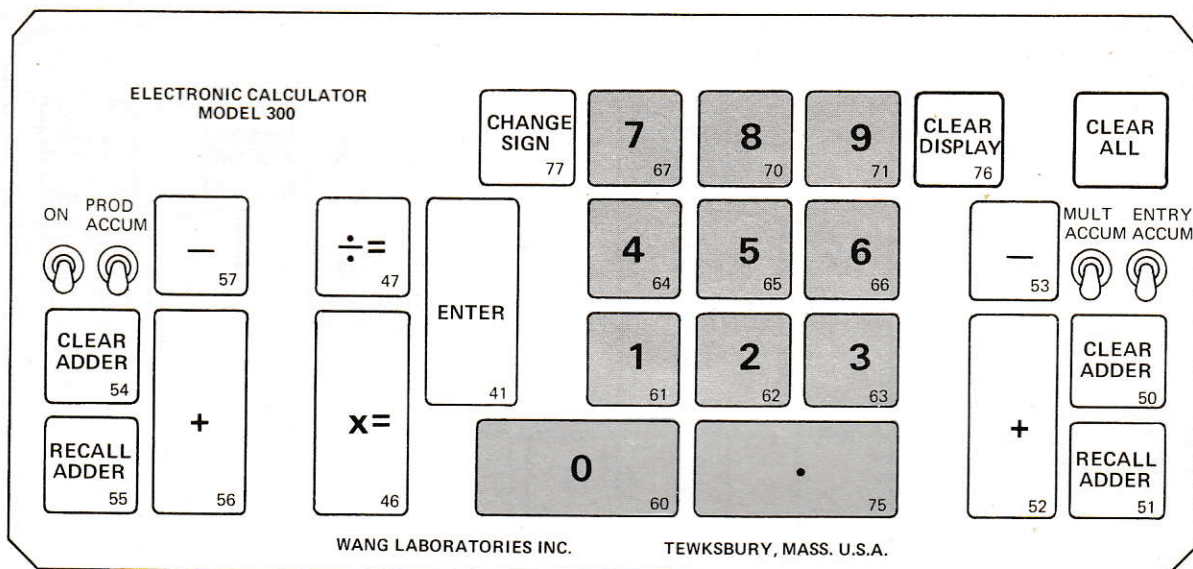 ELECTRONIC CALCULATOR
MODEL 300
CHANGE
SIGN
77
7
67
8
70
9
71
CLEAR
DISPLAY
76
CLEAR
ALL
ON
PROD
ACCUM
—
57
÷=
47
ENTER
41
4
64
5
65
6
66
—
53
MULT
ACCUM
ENTRY
ACCUM
CLEAR
ADDER
54
+
56
x=
46
1
61
2
62
3
63
+
52
CLEAR
ADDER
50
RECALL
ADDER
55
0
60
.
75
RECALL
ADDER
51
WANG LABORATORIES INC.
TEWKSBURY, MASS. U.S.A.